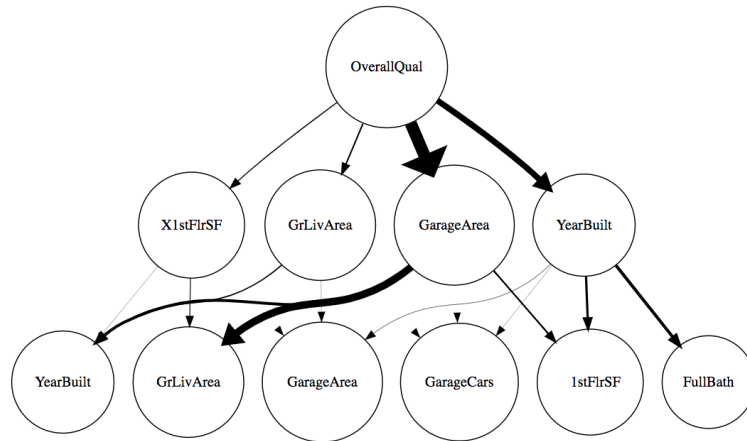 OverallQual
X1stFlrSF
GrLivArea
GarageArea
YearBuilt
YearBuilt
GrLivArea
GarageArea
GarageCars
1stFlrSF
FullBath